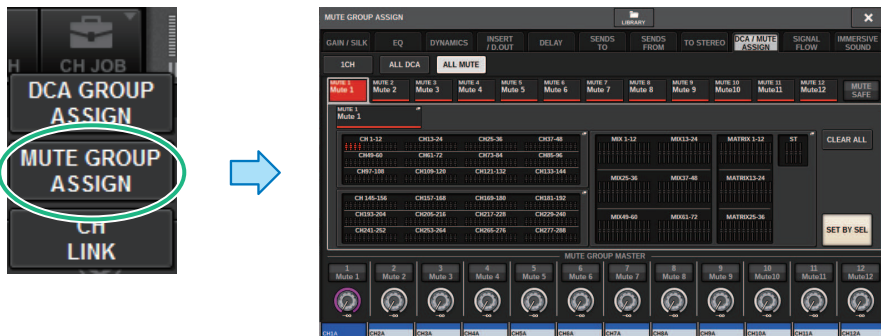 H
CH JOB
DCA GROUP
ASSIGN
MUTE GROUP
ASSIGN
CH
LINK
MUTE GROUP ASSIGN
LIBRARY
GAIN / SILK
EQ
DYNAMICS
INSERT
/ D.OUT
DELAY
SENDS
TO
SENDS
FROM
TO STEREO
DCA / MUTE
ASSIGN
SIGNAL
FLOW
IMMERSIVE
SOUND
1CH
ALL DCA
ALL MUTE
MUTE 1 MUTE 2 MUTE 3 MUTE 4 MUTE 5 MUTE 6 MUTE 7 MUTE 8 MUTE 9 MUTE 10 MUTE 11 MUTE 12
Mute 1 Mute 2 Mute 3 Mute 4 Mute 5 Mute 6 Mute 7 Mute 8 Mute 9 Mute10 Mute11 Mute12
MUTE
SAFE
MUTE 1
Mute 1
CH 1-12 CH13-24 CH25-36 CH37-48
CH49-60 CH61-72 CH73-84 CH85-96
CH97-108 CH109-120 CH121-132 CH133-144
CH 145-156 CH157-168 CH169-180 CH181-192
CH193-204 CH205-216 CH217-228 CH229-240
CH241-252 CH253-264 CH265-276 CH277-288
MIX 1-12 MIX13-24
MIX25-36 MIX37-48
MIX49-60 MIX61-72
MATRIX 1-12
MATRIX13-24
MATRIX25-36
ST
CLEAR ALL
SET BY SEL
MUTE GROUP MASTER
1 2 3 4 5 6 7 8 9 10 11 12
Mute 1 Mute 2 Mute 3 Mute 4 Mute 5 Mute 6 Mute 7 Mute 8 Mute 9 Mute10 Mute11 Mute12
-∞ -∞ -∞ -∞ -∞ -∞ -∞ -∞ -∞ -∞ -∞ -∞
CH1A CH2A CH3A CH4A CH5A CH6A CH7A CH8A CH9A CH10A CH11A CH12A